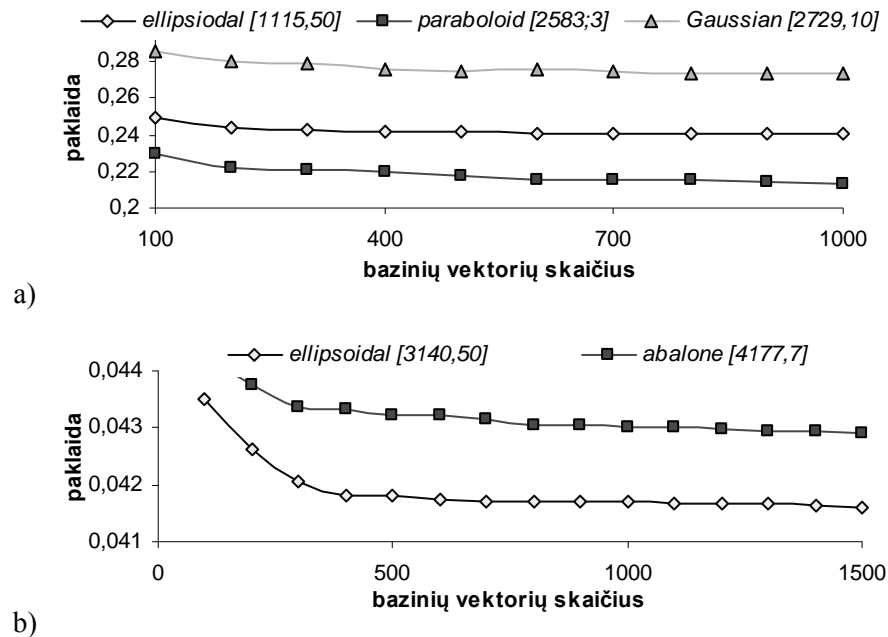 ellipsiodal [1115,50] paraboloid [2583;3] Gaussian [2729,10]
0,28
0,26
0,24
0,22
0,2
paklaida
100 400 700 1000
bazinių vektorių skaičius
a)
ellipsoidal [3140,50] abalone [4177,7]
0,044
0,043
0,042
0,041
paklaida
0 500 1000 1500
bazinių vektorių skaičius
b)